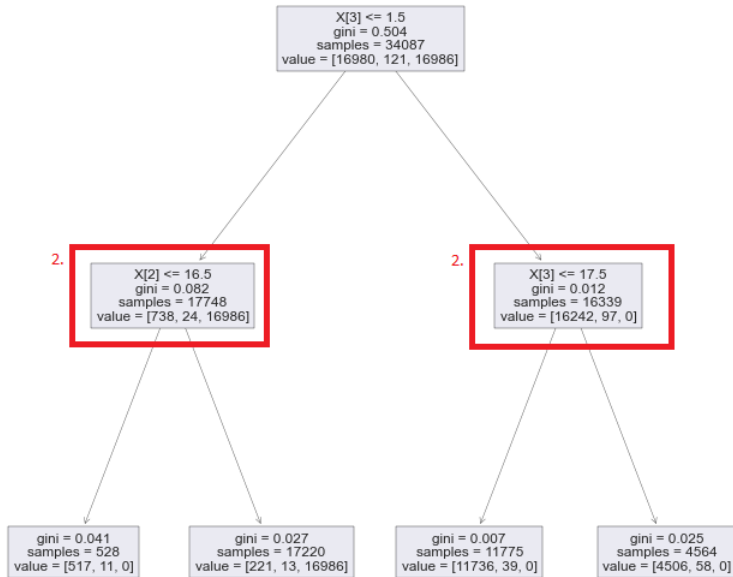 X[3] <= 1.5
gini = 0.504
samples = 34087
value = [16980, 121, 16986]
2.
X[2] <= 16.5
gini = 0.082
samples = 17748
value = [738, 24, 16986]
2.
X[3] <= 17.5
gini = 0.012
samples = 16339
value = [16242, 97, 0]
gini = 0.041
samples = 528
value = [517, 11, 0]
gini = 0.027
samples = 17220
value = [221, 13, 16986]
gini = 0.007
samples = 11775
value = [11736, 39, 0]
gini = 0.025
samples = 4564
value = [4506, 58, 0]